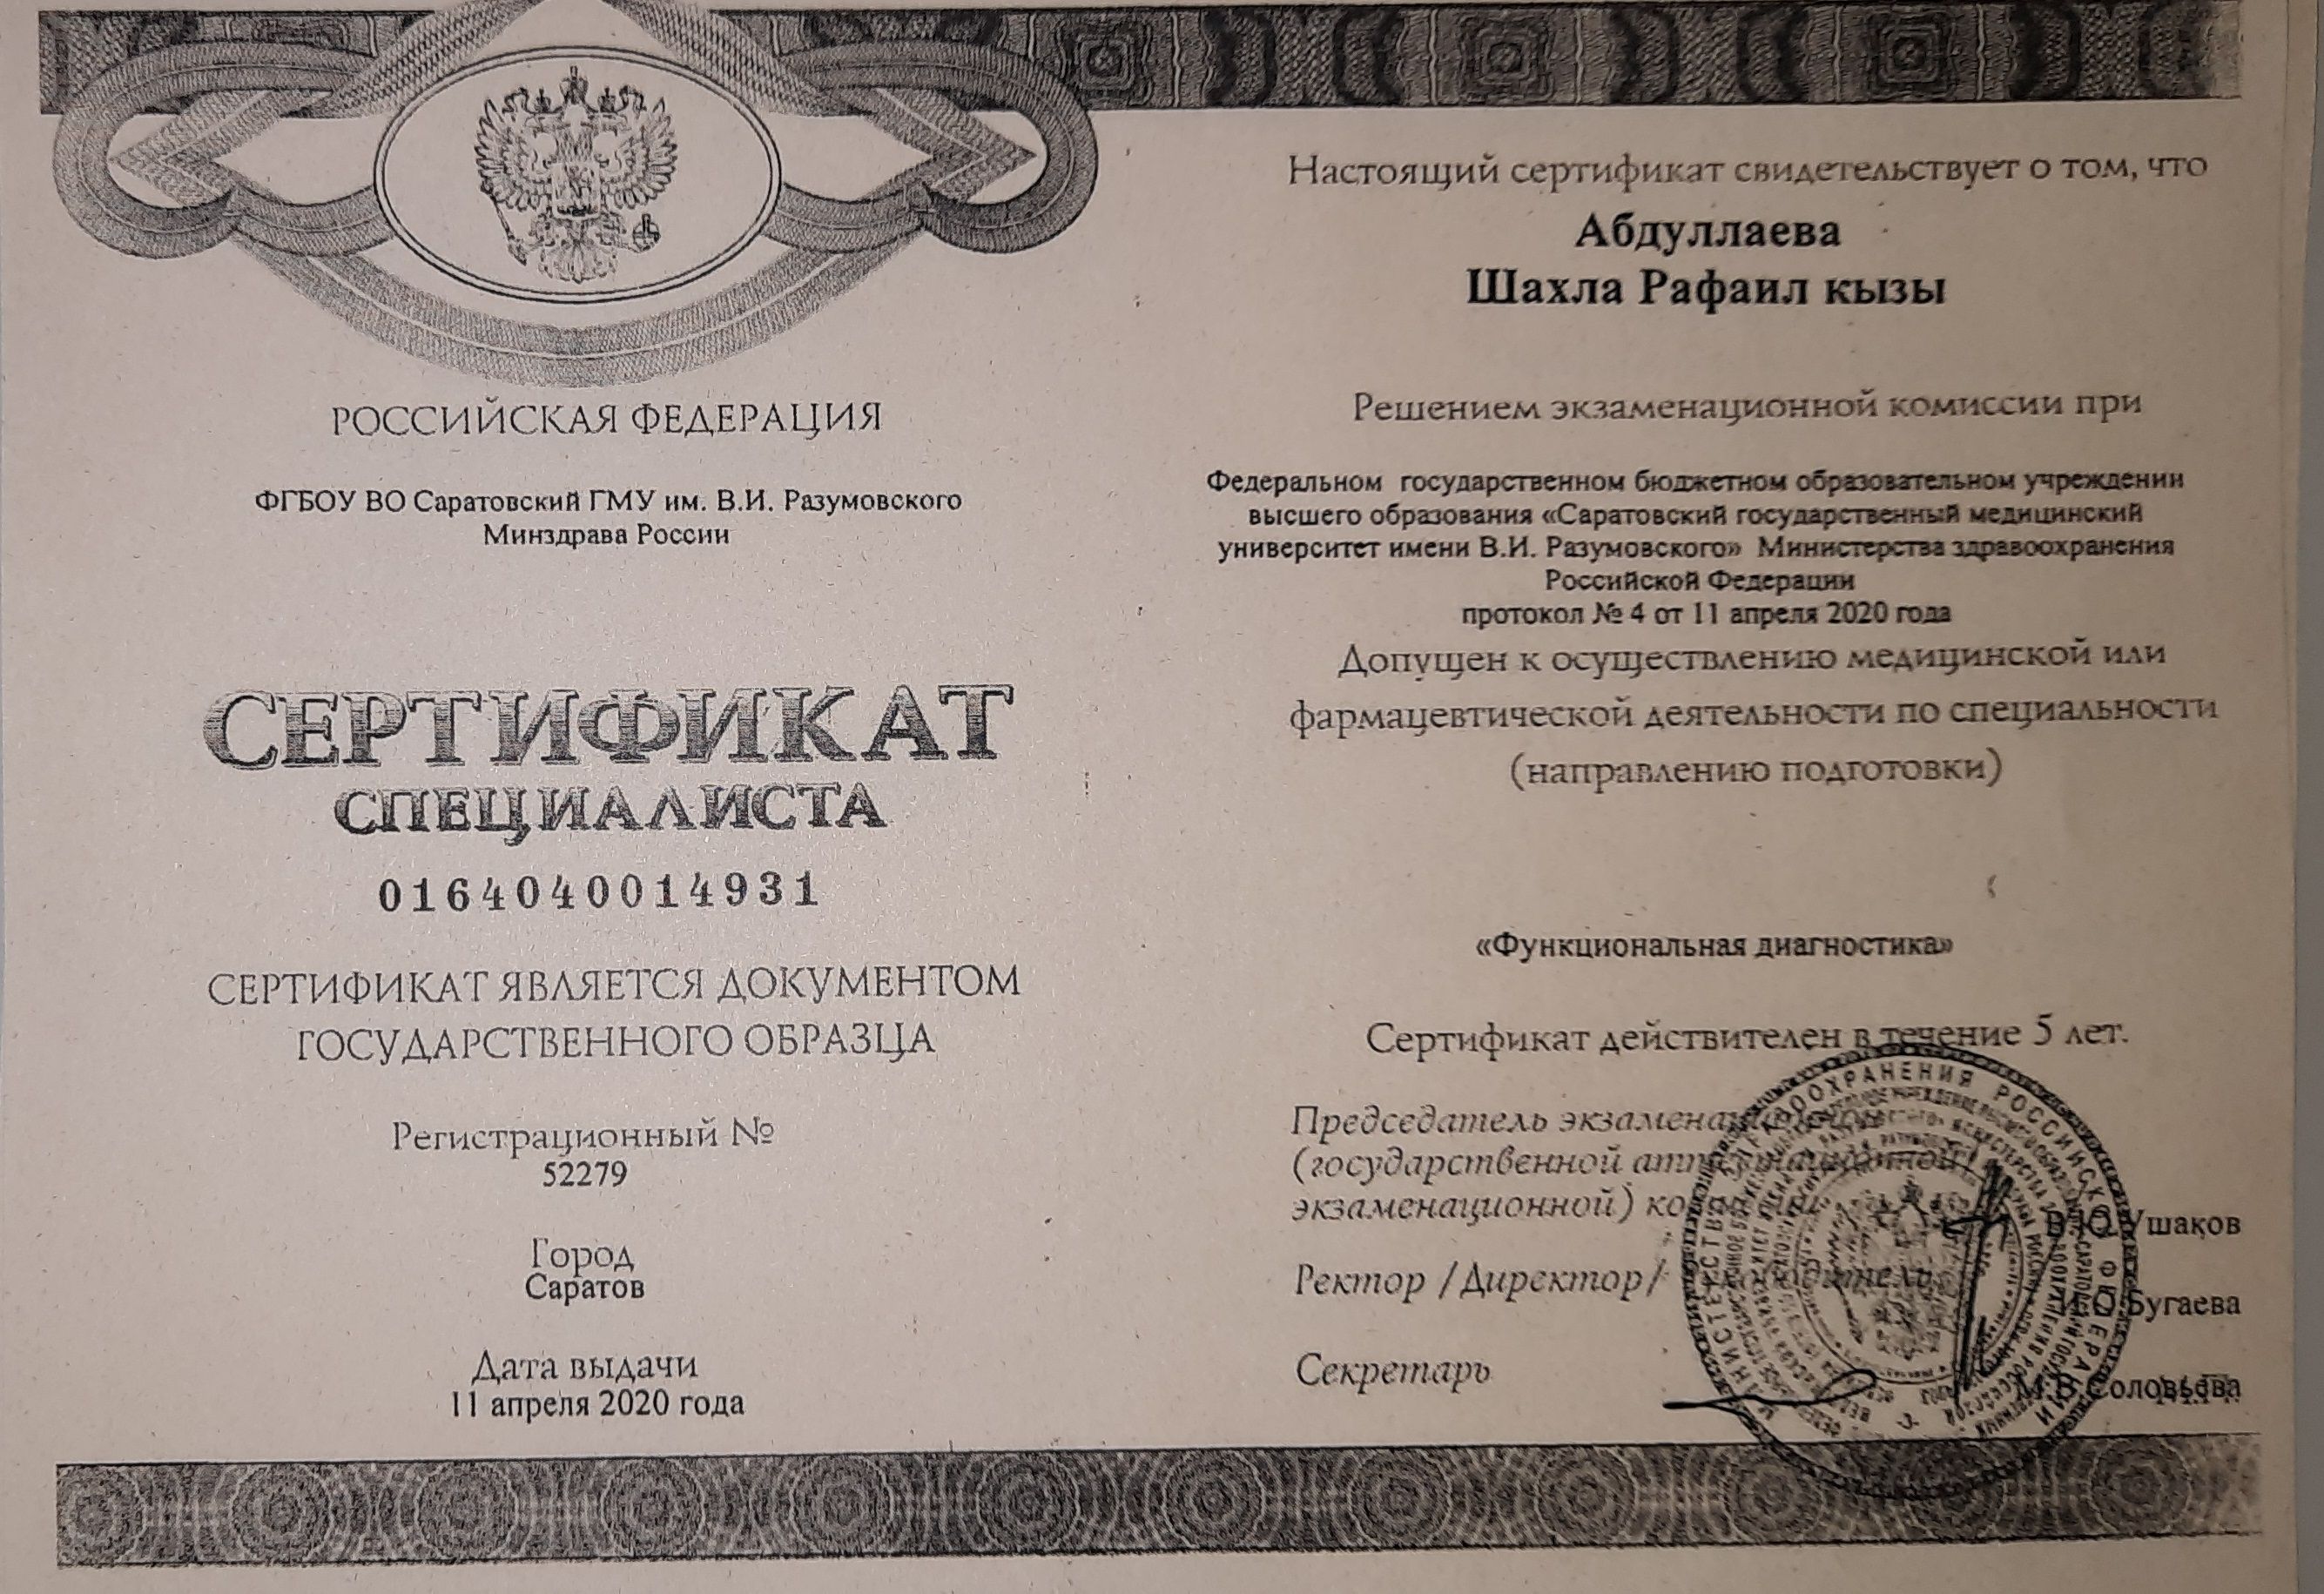 РОССИЙСКАЯ ФЕДЕРАЦИЯ
ФГБОУ ВО Саратовский ГМУ им. В.И. Разумовского
Минздрава России
СЕРТИФИКАТ
СПЕЦИАЛИСТА
0164040014931
СЕРТИФИКАТ ЯВЛЯЕТСЯ ДОКУМЕНТОМ
ГОСУДАРСТВЕННОГО ОБРАЗЦА
Регистрационный №
52279
Город
Саратов
Дата выдачи
11 апреля 2020 года
Настоящий сертификат свидетельствует о том, что
Абдуллаева
Шахла Рафаил кызы
Решением экзаменационной комиссии при
Федеральном государственном бюджетном образовательном учреждении
высшего образования «Саратовский государственный медицинский
университет имени В.И. Разумовского» Министерства здравоохранения
Российской Федерации
протокол № 4 от 11 апреля 2020 года
Допущен к осуществлению медицинской или
фармацевтической деятельности по специальности
(направлению подготовки)
«Функциональная диагностика»
Сертификат действителен в течение 5 лет.
Председатель экзаменационной
(государственной аттестационной,
экзаменационной) комиссии
В.Ю. Ушаков
Ректор /Директор/
И.О. Бугаева
Секретарь
М.В. Соловьёва